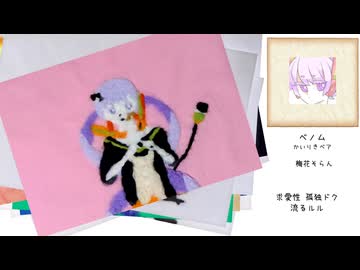 ベノム
かいりきベア
梅花そらん
求愛性 孤独ドク
流るルル